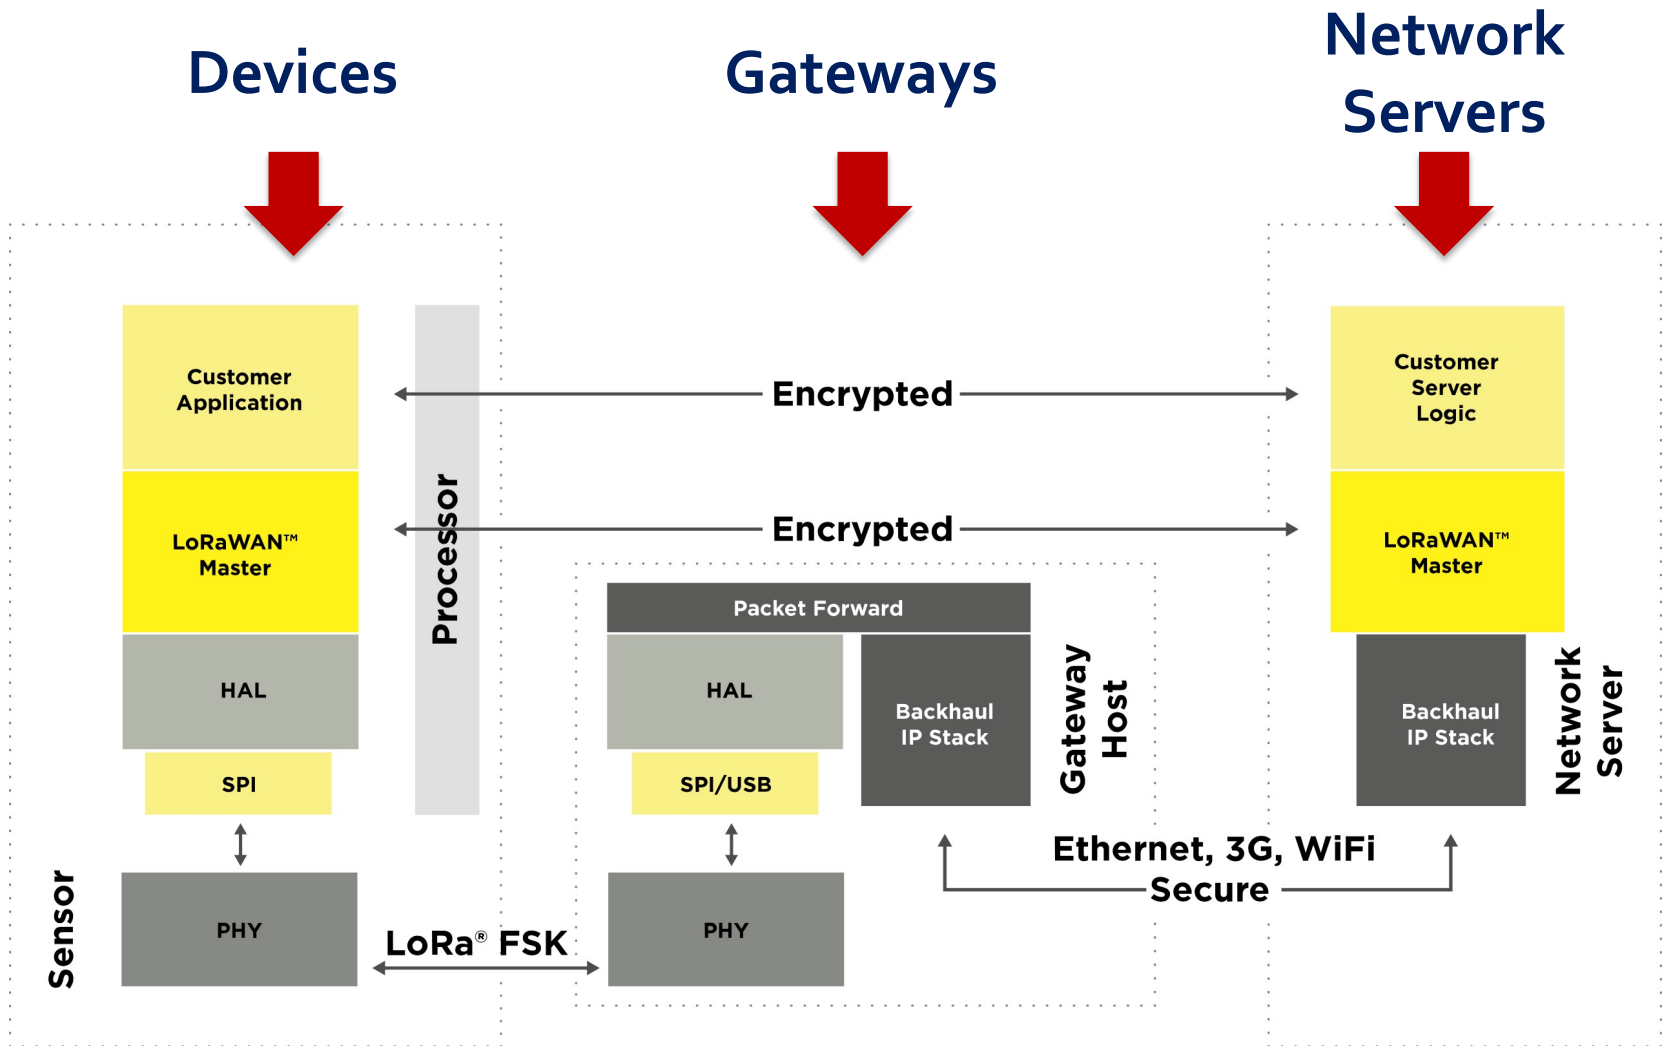 Devices
Gateways
Network
Servers
Customer
Application
Processor
Encrypted
Customer
Server
Logic
LoRaWAN™
Master
Encrypted
LoRaWAN™
Master
Packet Forward
HAL
HAL
Backhaul
IP Stack
Gateway
Host
Backhaul
IP Stack
Network
Server
SPI
SPI/USB
Ethernet, 3G, WiFi
Secure
Sensor
PHY
LoRa® FSK
PHY